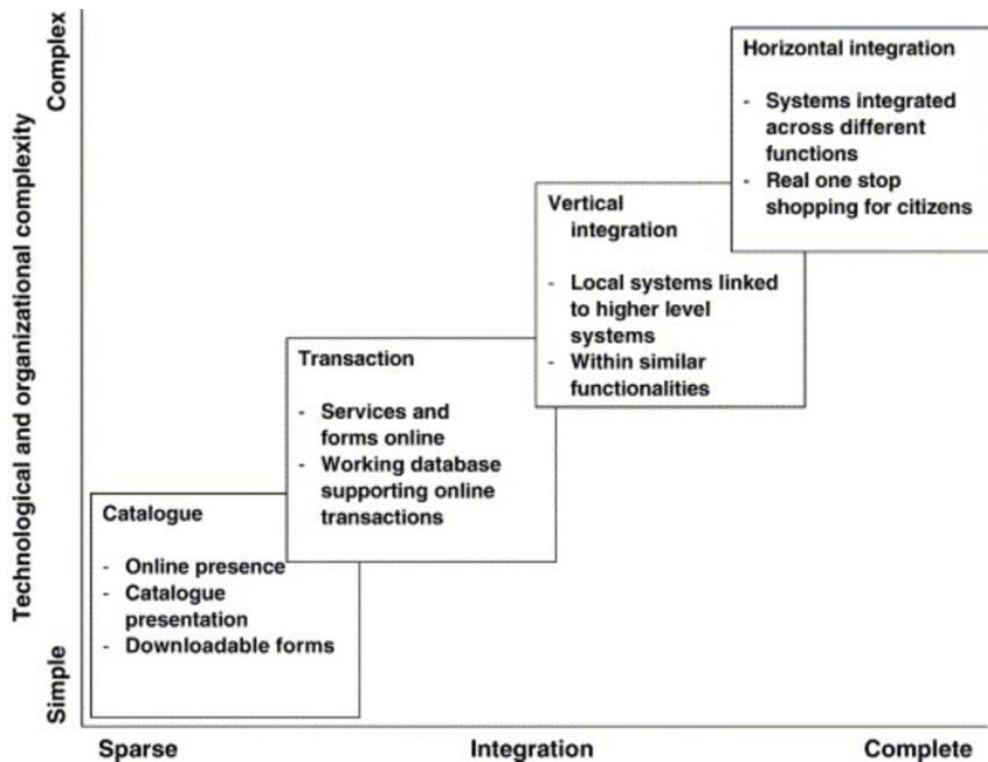 Technological and organizational complexity
Complex
Simple
Catalogue
- Online presence
- Catalogue
presentation
- Downloadable forms
Transaction
- Services and
forms online
- Working database
supporting online
transactions
Vertical
integration
- Local systems linked
to higher level
systems
- Within similar
functionalities
Horizontal integration
- Systems integrated
across different
functions
- Real one stop
shopping for citizens
Sparse
Integration
Complete